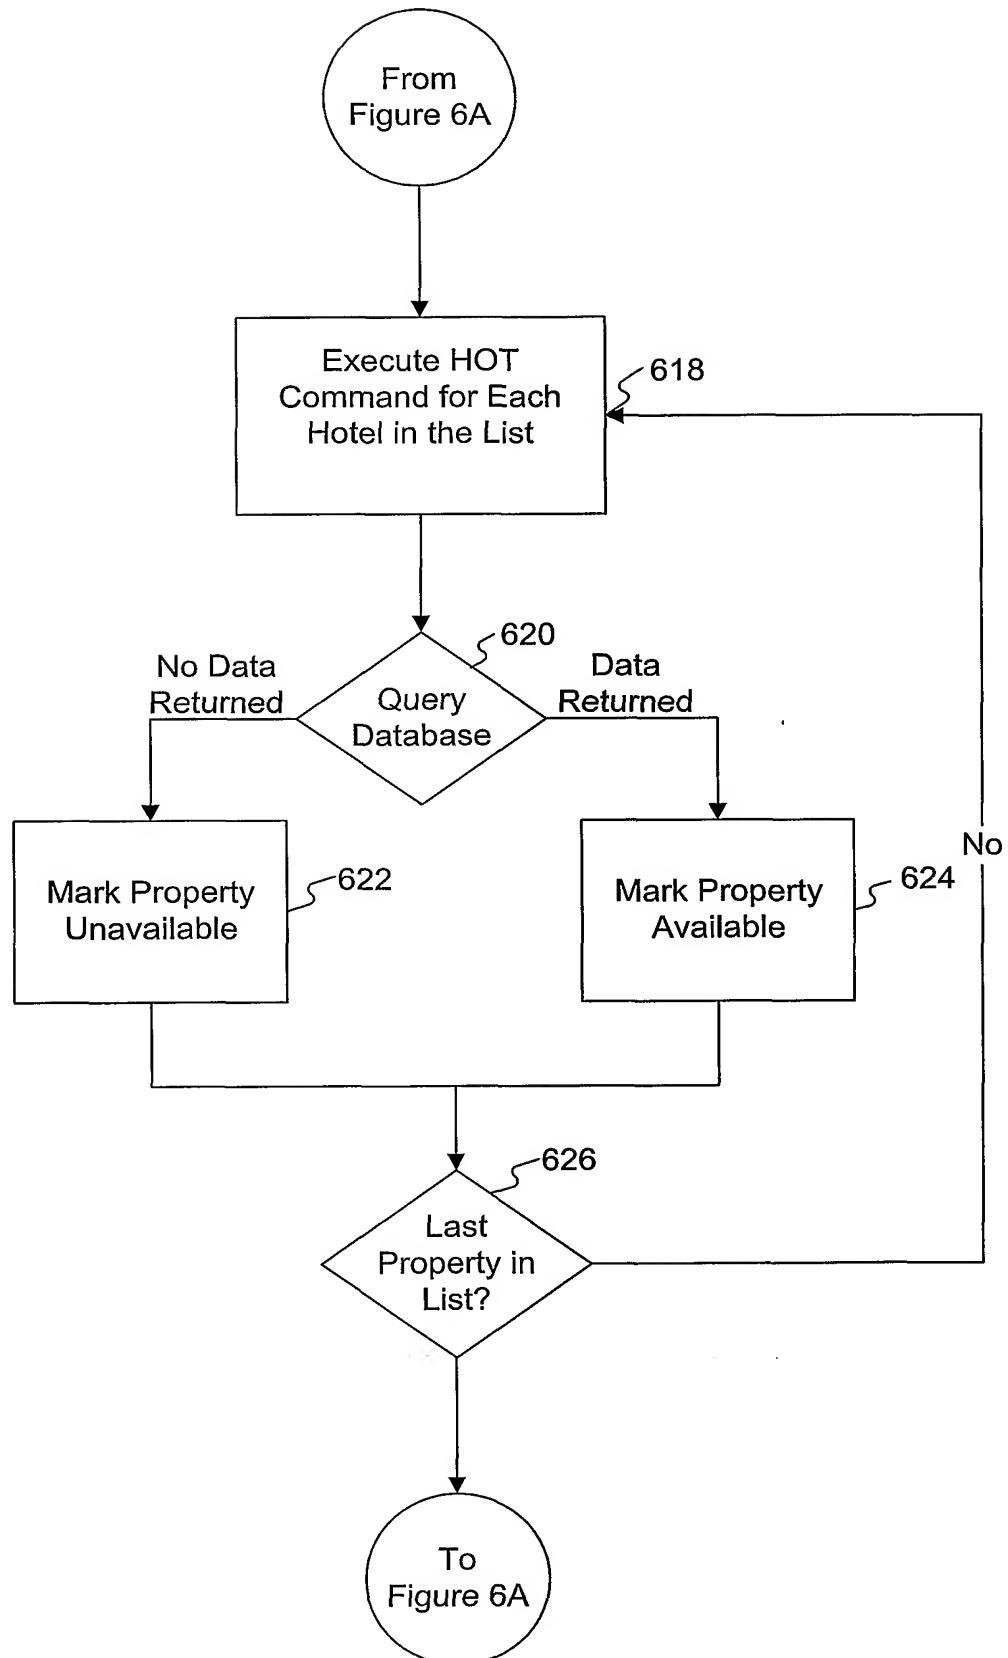 From
Figure 6A
Execute HOT
Command for Each
Hotel in the List
618
620
No Data
Returned
Data
Returned
Query
Database
Mark Property
Unavailable
622
Mark Property
Available
624
No
626
Last
Property in
List?
To
Figure 6A